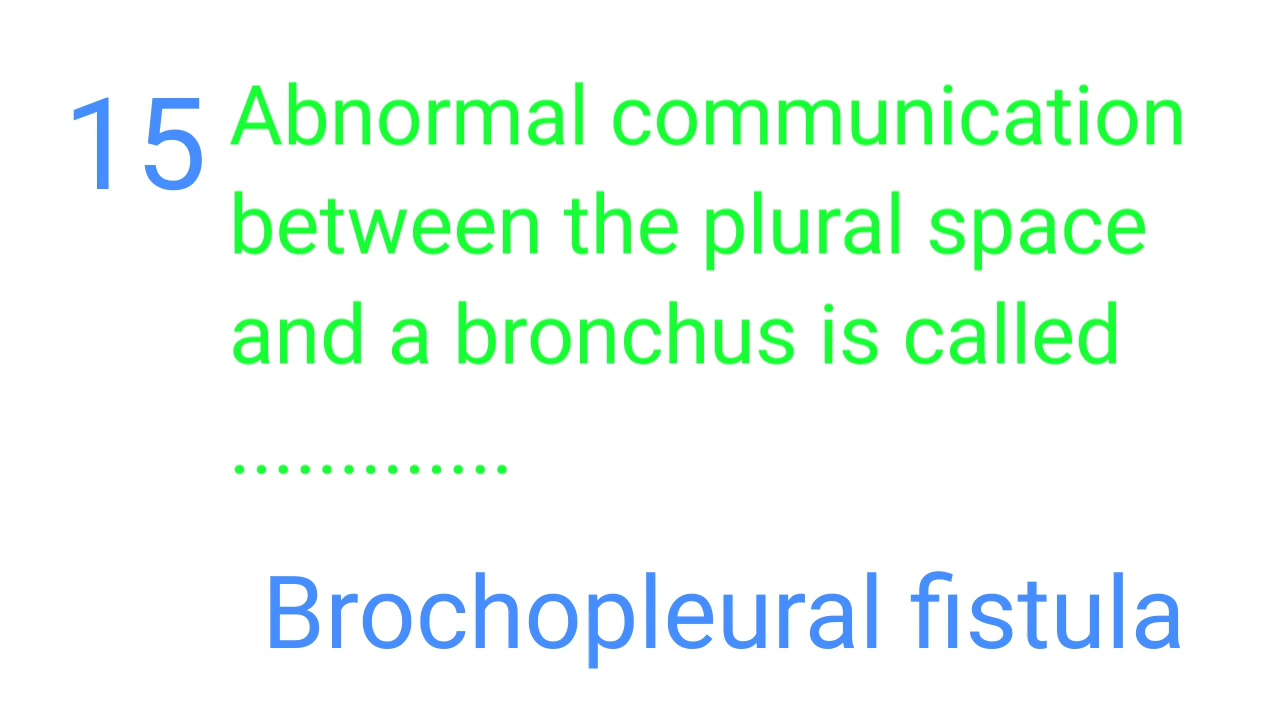 15 Abnormal communication
between the plural space
and a bronchus is called
.............
Brochopleural fistula